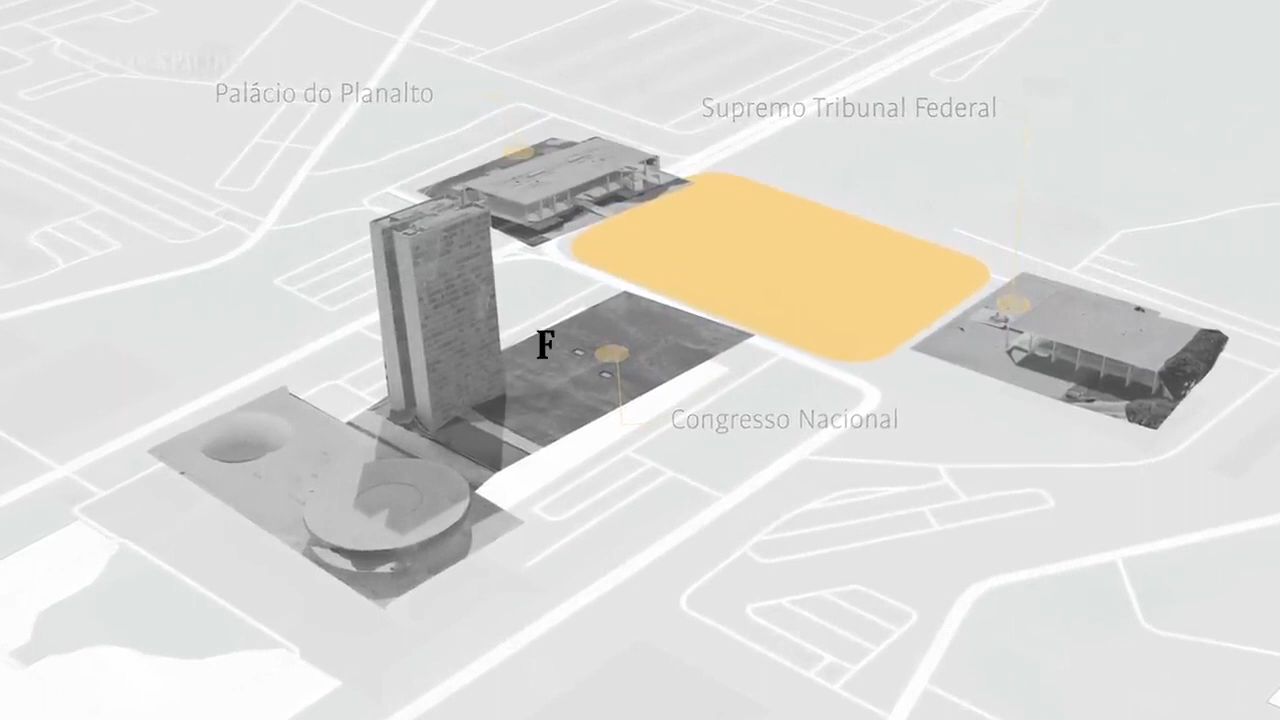 Palácio do Planalto
Supremo Tribunal Federal
F
Congresso Nacional